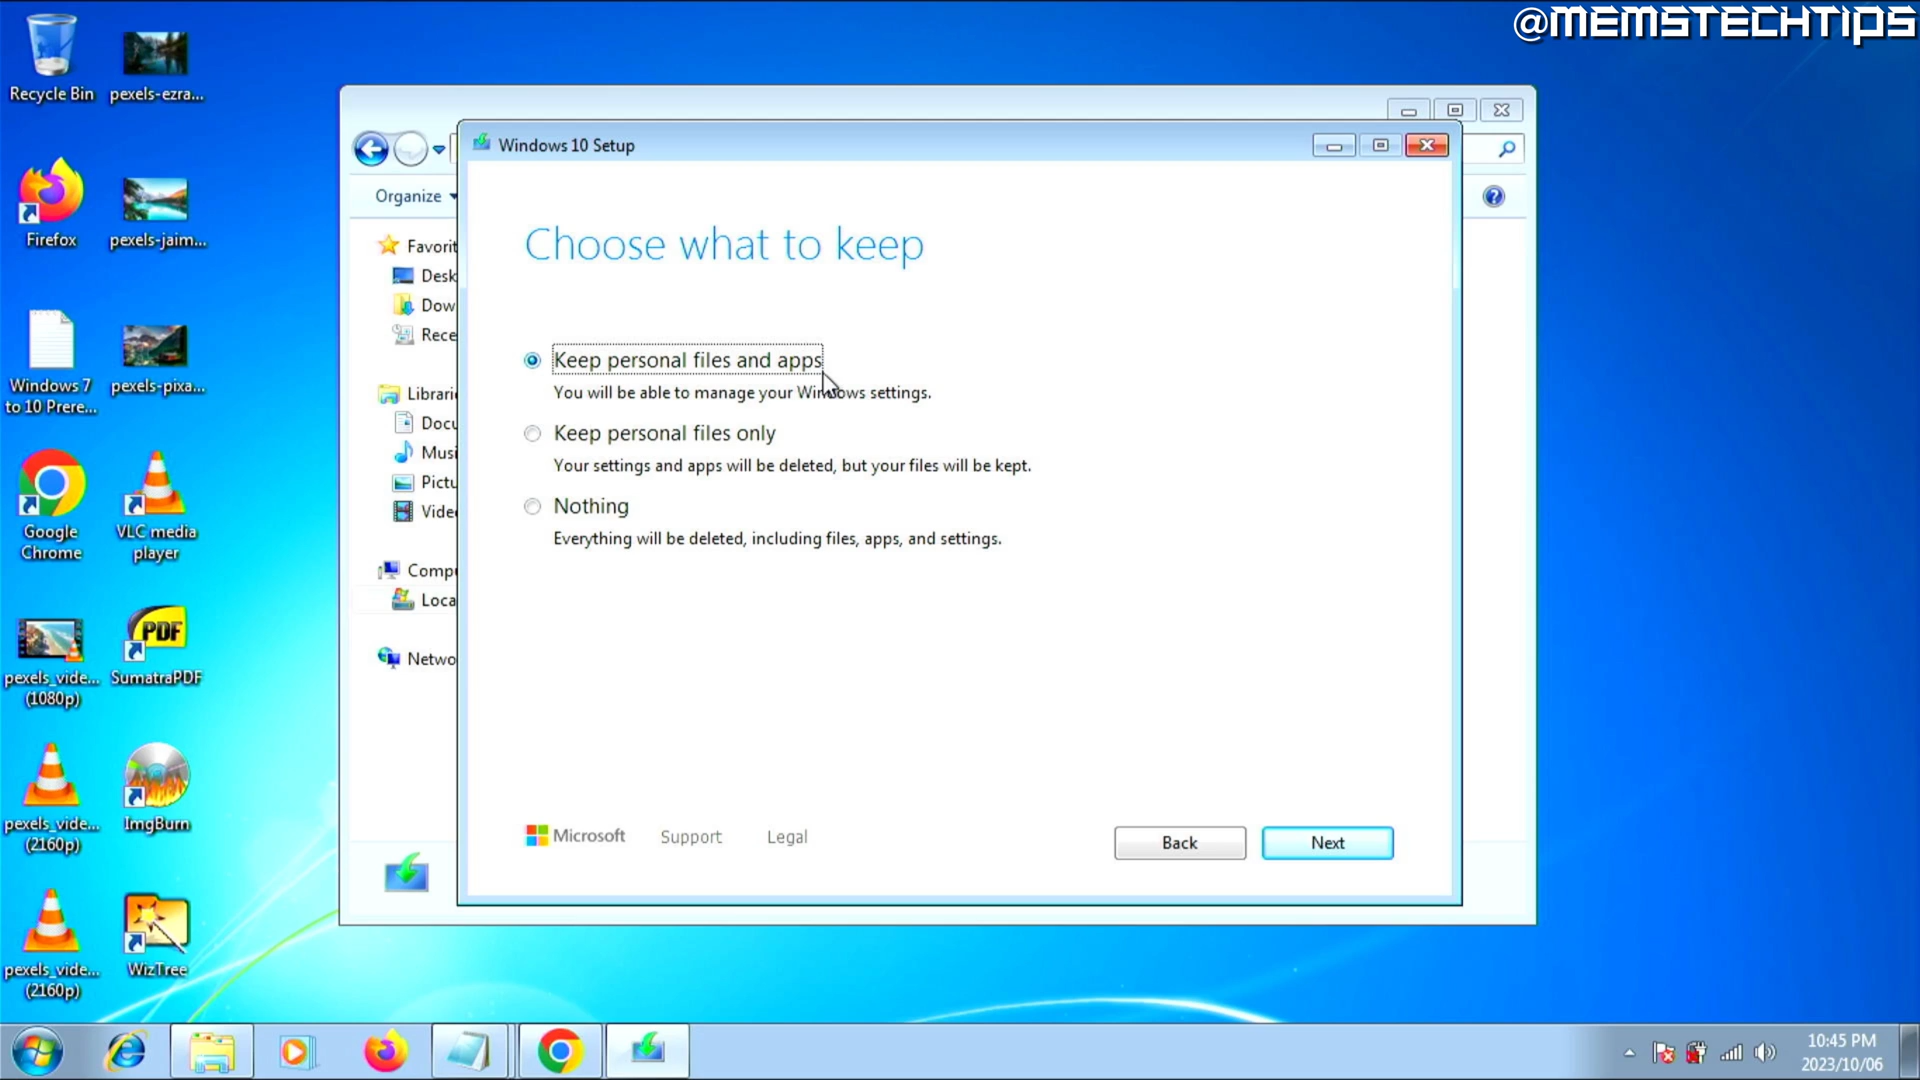 @MEMSTECHTIPS
Recycle Bin
pexels-ezra...
Firefox
pexels-jaim...
Windows 7
to 10 Prere...
pexels-pixa...
Google
Chrome
VLC media
player
pexels_vide...
(1080p)
SumatraPDF
pexels_vide...
(2160p)
ImgBurn
pexels_vide...
(2160p)
WizTree
Organize
Favorit
Desk
Dow
Rece
Librari
Docu
Musi
Pictu
Vide
Compu
Loca
Netwo
Windows 10 Setup
Choose what to keep
Keep personal files and apps
You will be able to manage your Windows settings.
Keep personal files only
Your settings and apps will be deleted, but your files will be kept.
Nothing
Everything will be deleted, including files, apps, and settings.
Microsoft
Support
Legal
Back
Next
PDF
10:45 PM
2023/10/06